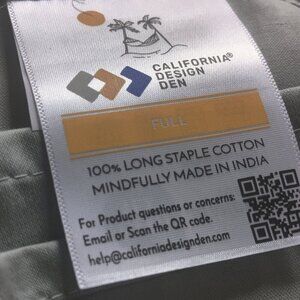 CALIFORNIA®
DESIGN
DEN
FULL
100% LONG STAPLE COTTON
MINDFULLY MADE IN INDIA
For Product questions or concerns:
Email or Scan the QR code.
help@californiadesignden.com